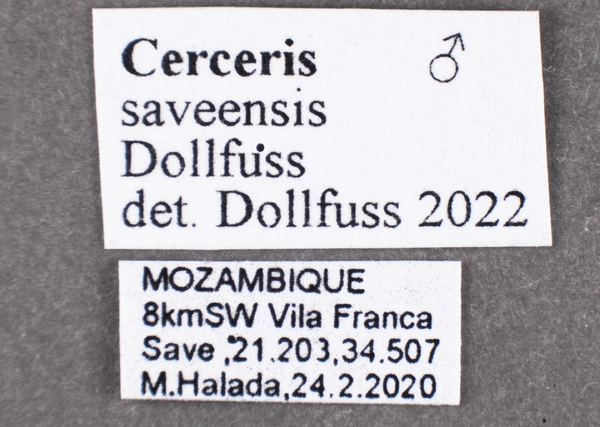 Cerceris ♂
saveensis
Dollfuss
det. Dollfuss 2022
MOZAMBIQUE
8kmSW Vila Franca
Save ,21.203,34.507
M.Halada,24.2.2020